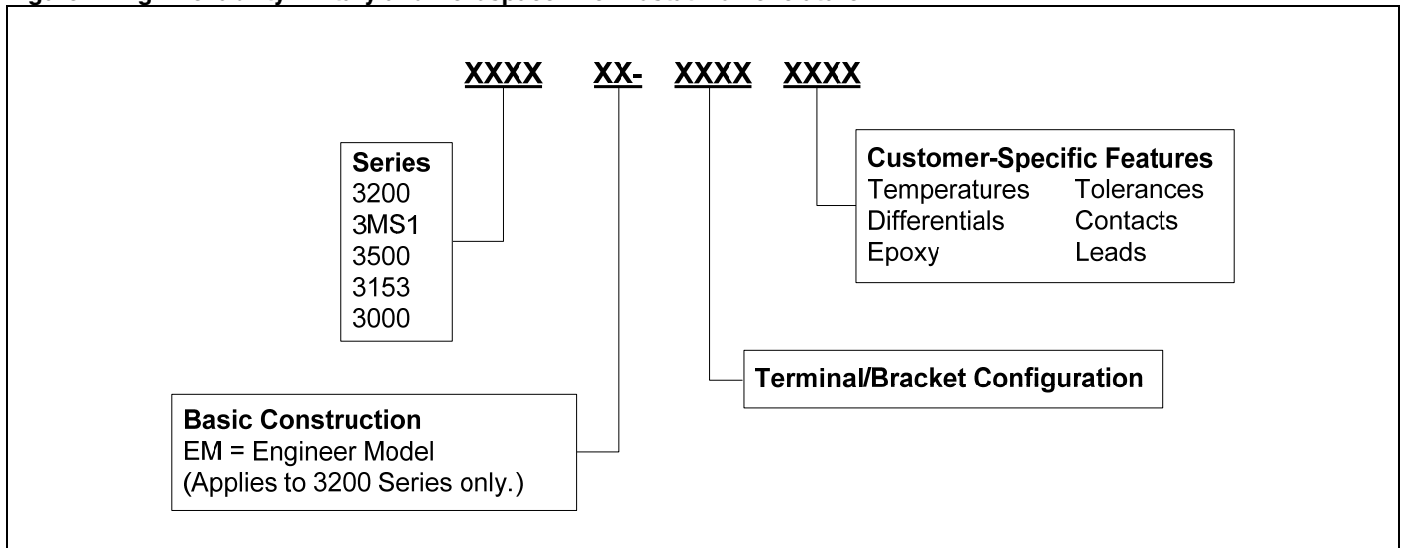 XXXX XX- XXXX XXXX
Series
3200
3MS1
3500
3153
3000
Customer-Specific Features
Temperatures Tolerances
Differentials Contacts
Epoxy Leads
Terminal/Bracket Configuration
Basic Construction
EM = Engineer Model
(Applies to 3200 Series only.)